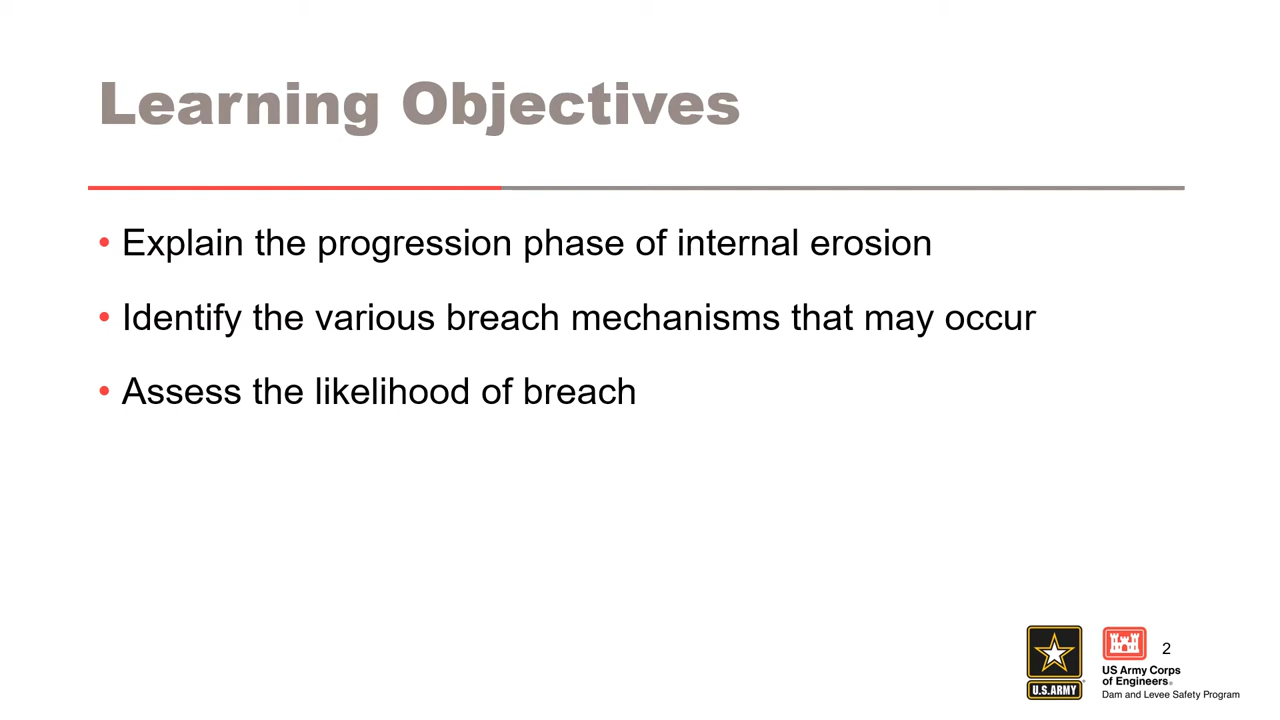 Learning Objectives
• Explain the progression phase of internal erosion
• Identify the various breach mechanisms that may occur
• Assess the likelihood of breach
U.S.ARMY
2
US Army Corps
of Engineers®
Dam and Levee Safety Program